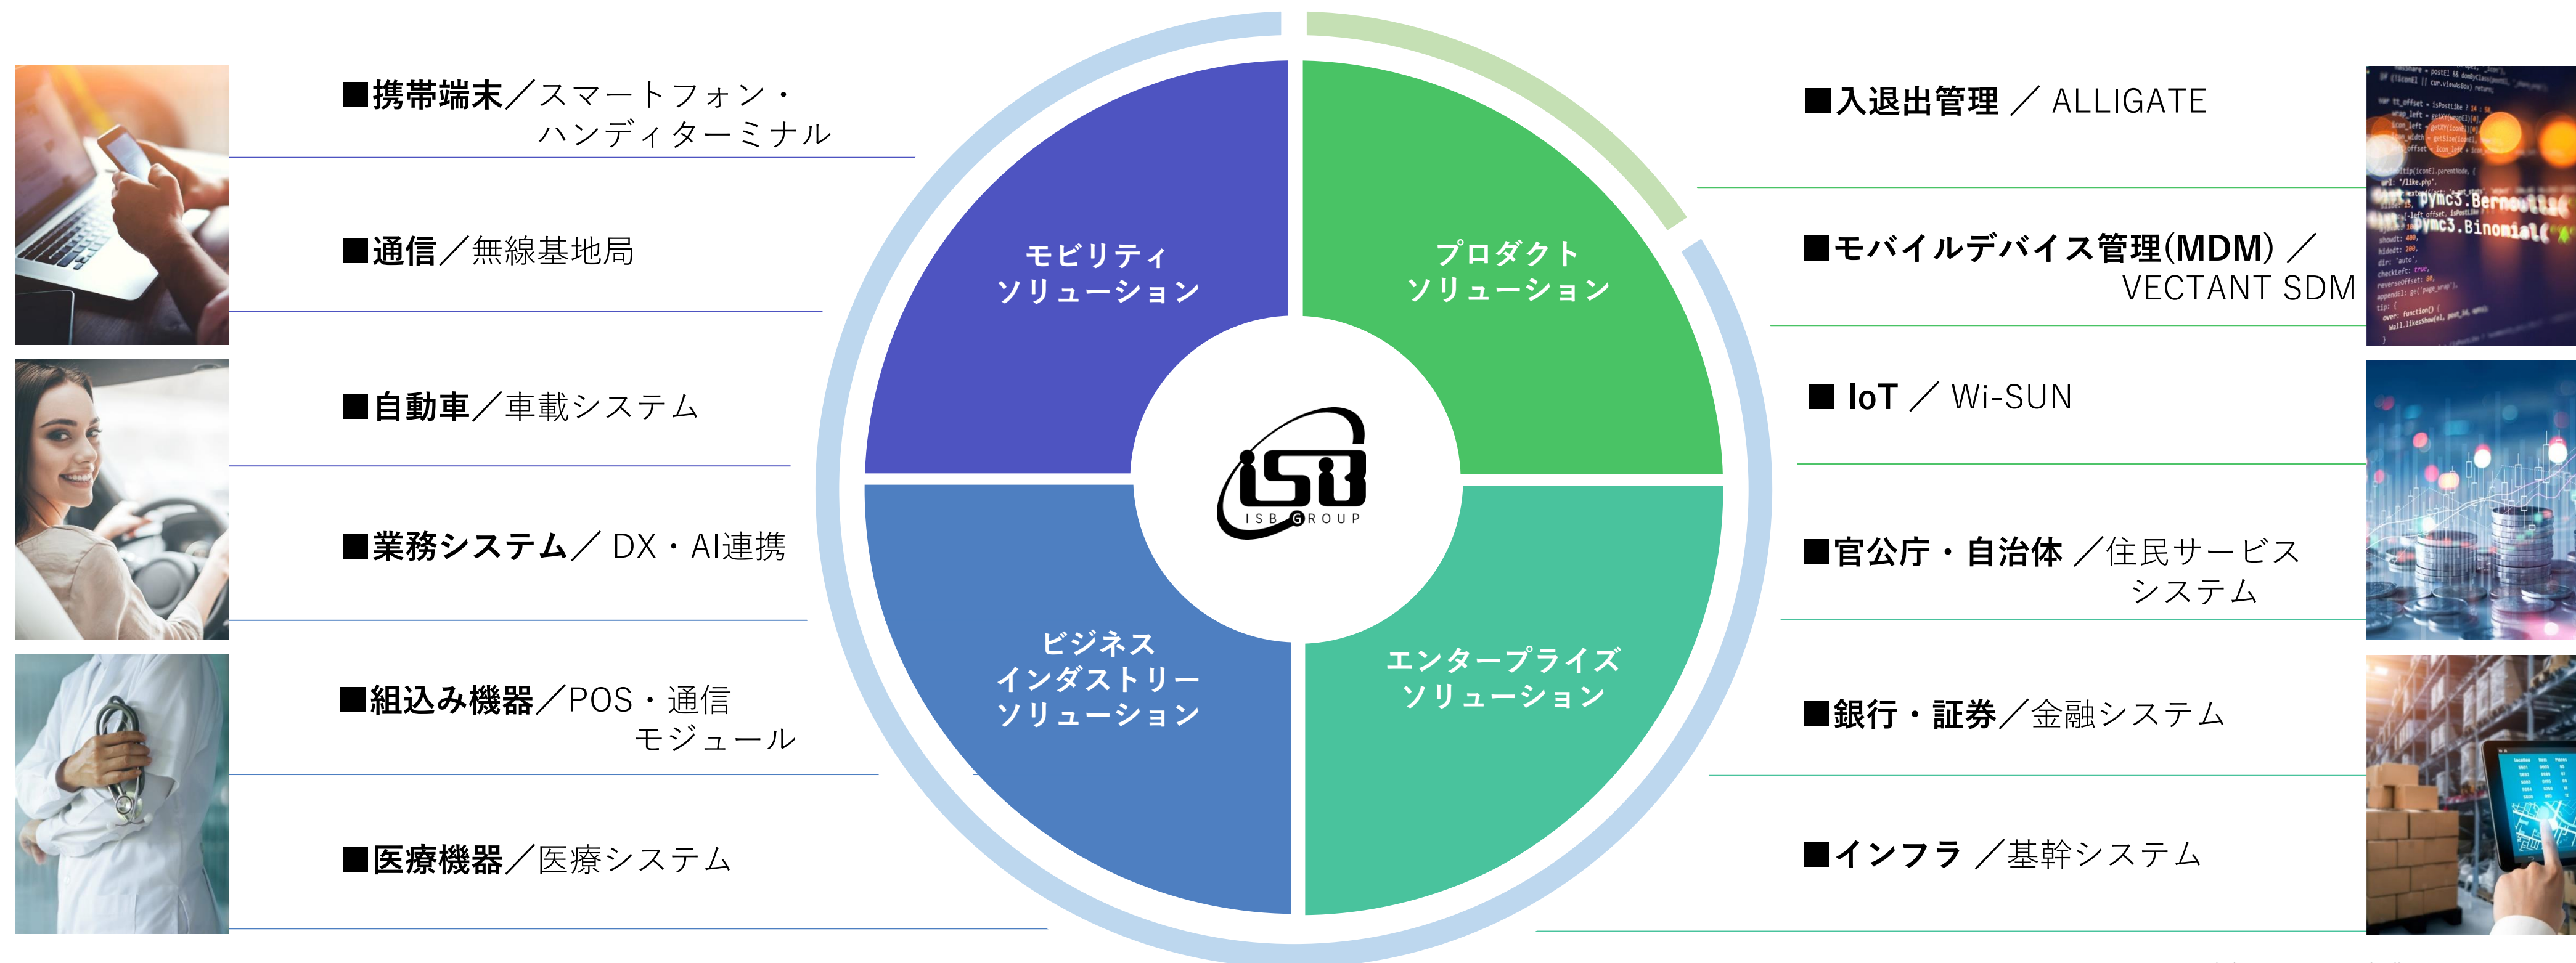 ■携帯端末／スマートフォン・
ハンディターミナル
■通信／無線基地局
■自動車／車載システム
■業務システム／ DX・AI連携
■組込み機器／POS・通信
モジュール
■医療機器／医療システム
モビリティ
ソリューション
プロダクト
ソリューション
iSB
ISB GROUP
ビジネス
インダストリー
ソリューション
エンタープライズ
ソリューション
■入退出管理 ／ ALLIGATE
■モバイルデバイス管理(MDM) ／
VECTANT SDM
■ IoT ／ Wi-SUN
■官公庁・自治体 ／住民サービス
システム
■銀行・証券／金融システム
■インフラ ／基幹システム
pymc3.Binomial(